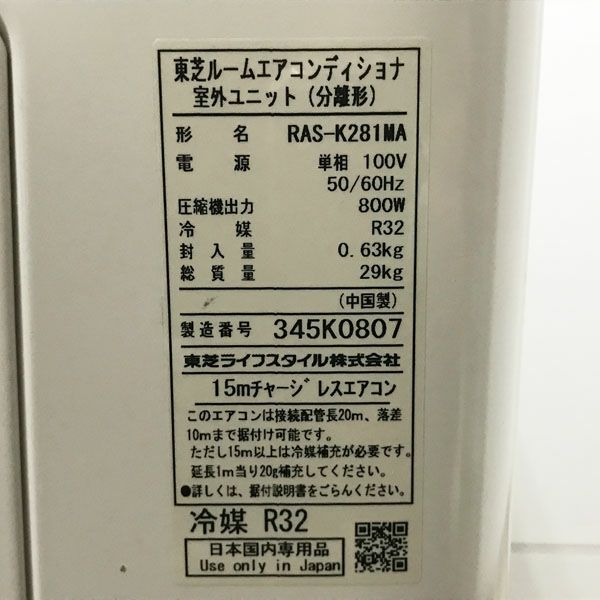 東芝ルームエアコンディショナ
室外ユニット（分離形）
形　名　RAS-K281MA
電　源　単相 100V
50/60Hz
圧縮機出力　800W
冷　媒　R32
封 入 量　0.63kg
総 質 量　29kg
（中国製）
製造番号 345K0807
東芝ライフスタイル株式会社
15mチャージレスエアコン
このエアコンは接続配管長20m、落差
10mまで据付け可能です。
ただし15m以上は冷媒補充が必要です。
延長1m当り20g補充してください。
●詳しくは、据付説明書をごらんください。
冷媒 R32
日本国内専用品
Use only in Japan